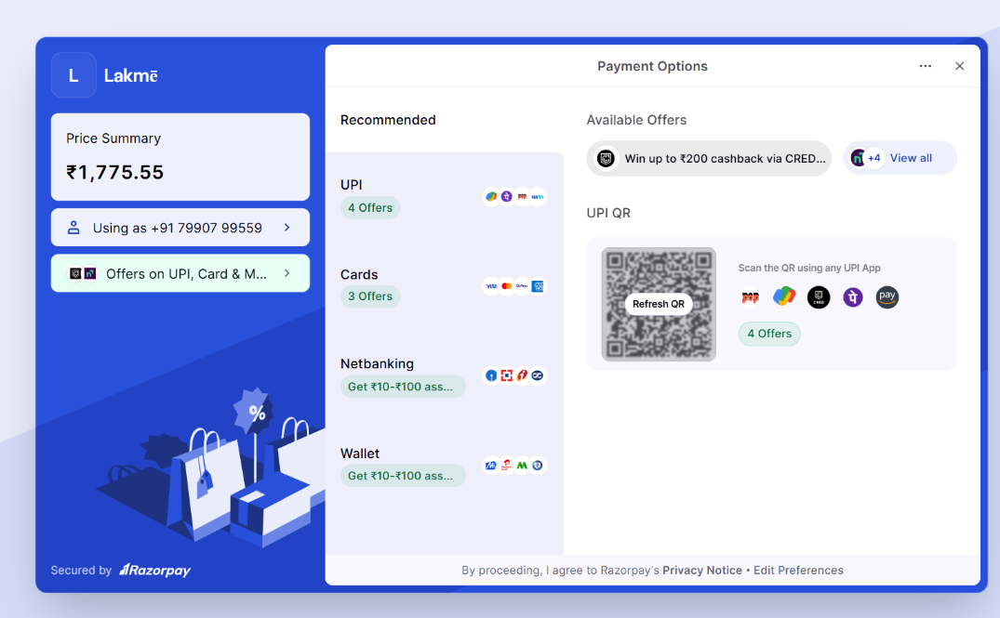 L
Lakmē
Price Summary
₹1,775.55
Using as +91 79907 99559
Offers on UPI, Card & M...
Secured by Razorpay
Payment Options
Recommended
UPI
4 Offers
Cards
3 Offers
Netbanking
Get ₹10-₹100 ass...
Wallet
Get ₹10-₹100 ass...
Available Offers
Win up to ₹200 cashback via CRED...
+4 View all
UPI QR
Refresh QR
Scan the QR using any UPI App
pop
CRED
pay
4 Offers
By proceeding, I agree to Razorpay's Privacy Notice • Edit Preferences
%